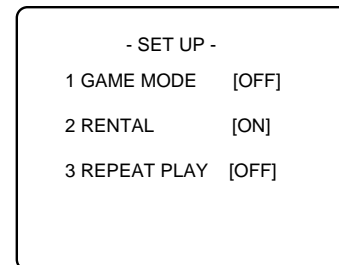 - SET UP -
1 GAME MODE [OFF]
2 RENTAL [ON]
3 REPEAT PLAY [OFF]